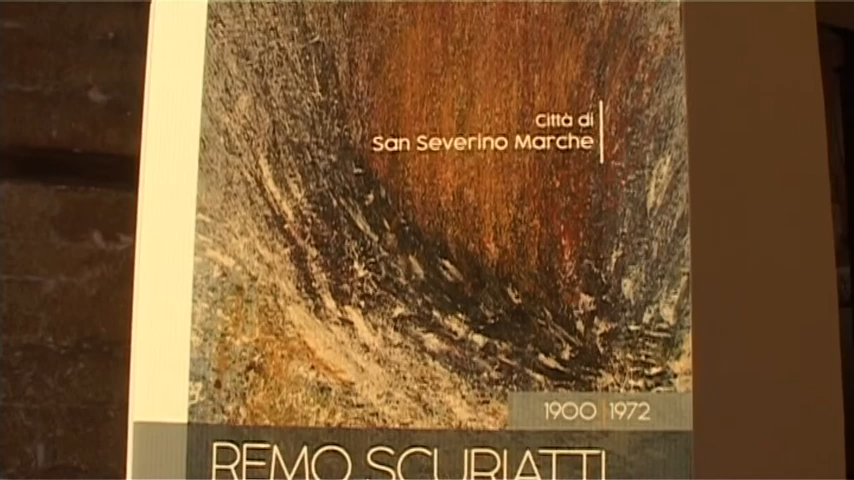 Città di
San Severino Marche
1900 | 1972
REMO SCURIATTI